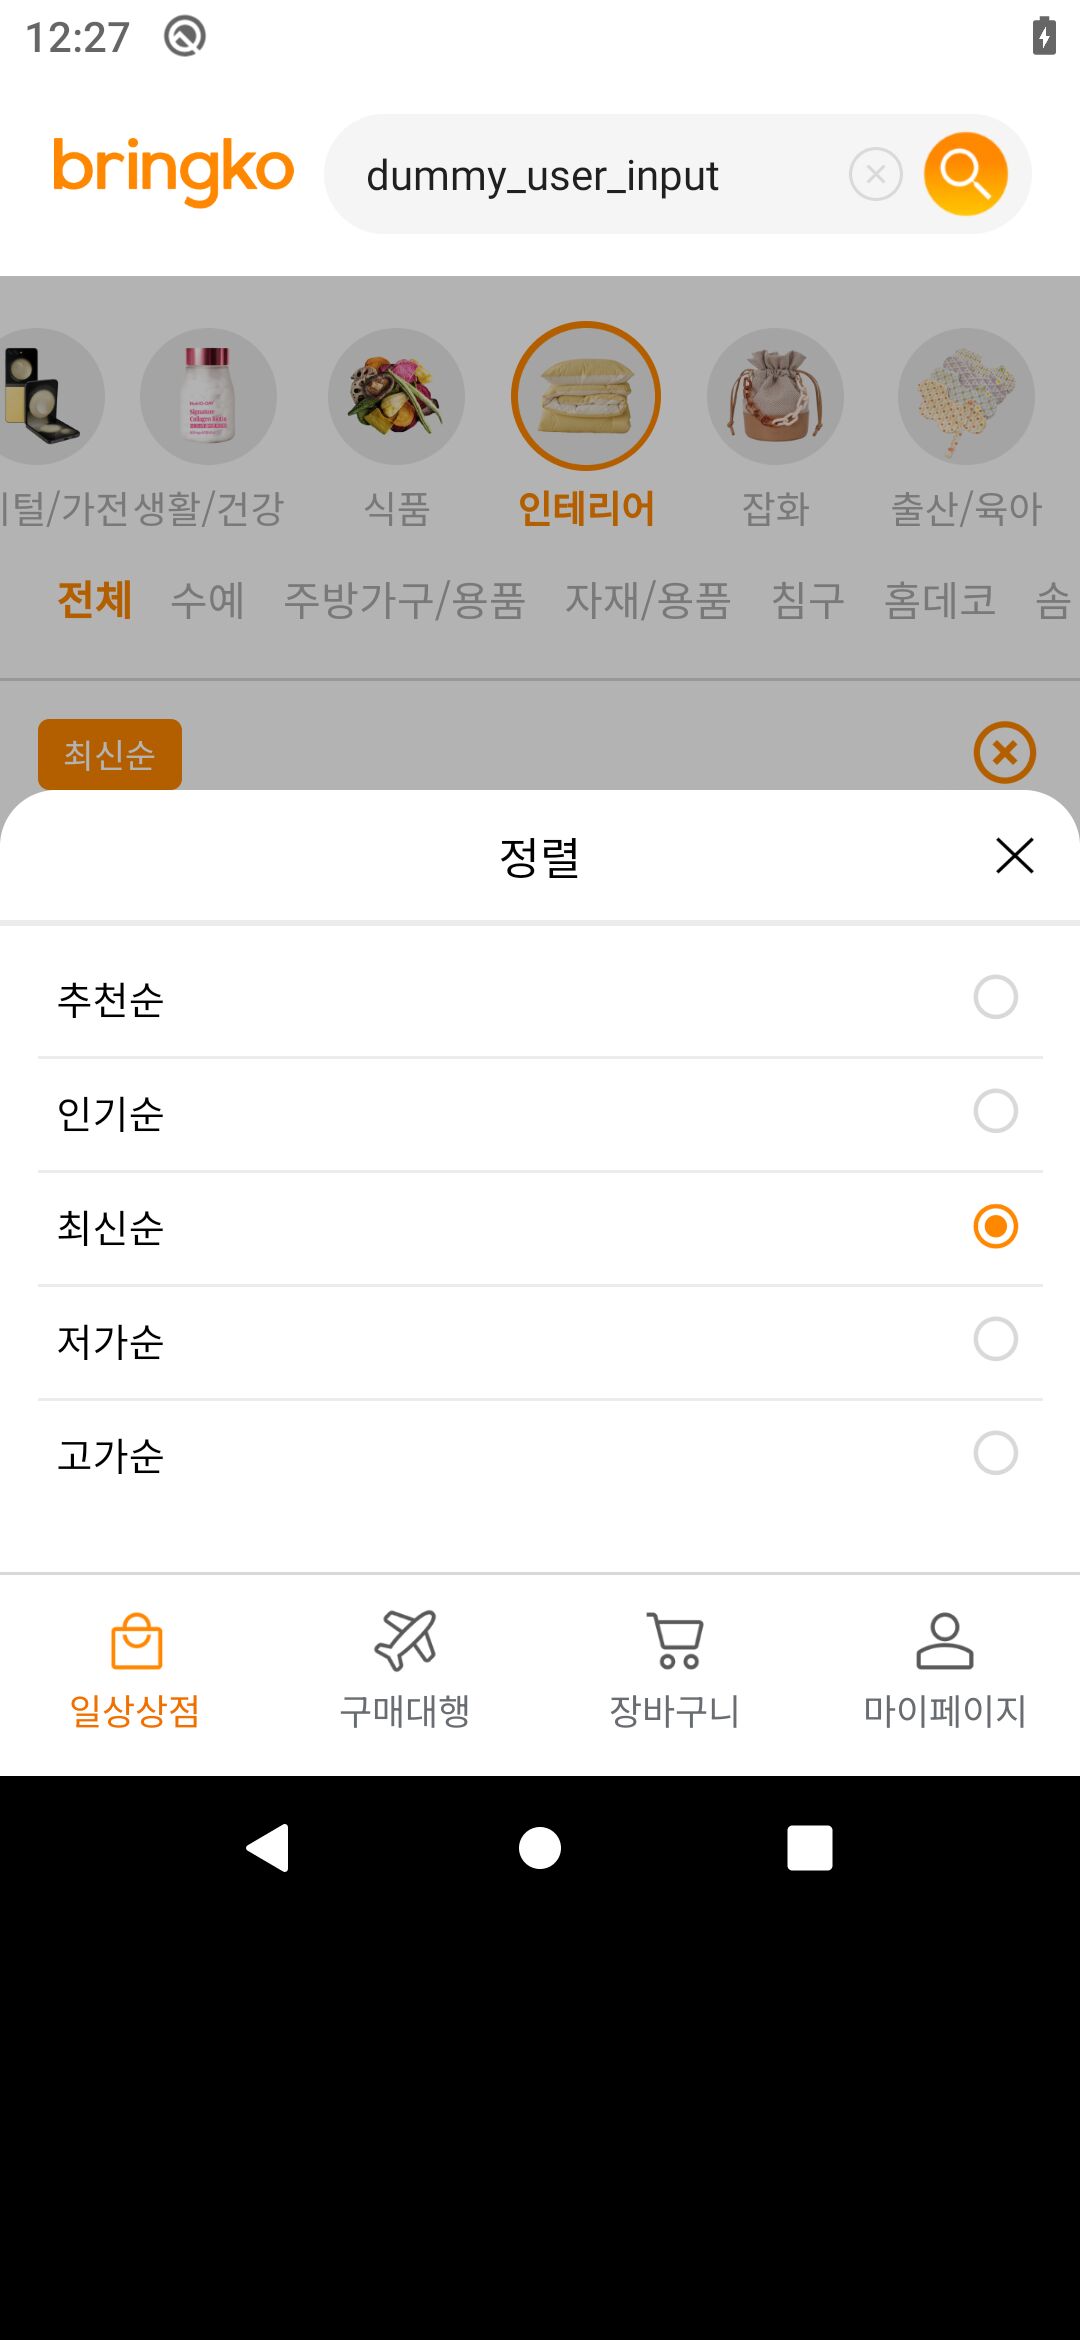 12:27
bringko
dummy_user_input
털/가전 생활/건강 식품 인테리어 잡화 출산/육아
전체 수예 주방가구/용품 자재/용품 침구 홈데코 솜
최신순
정렬
추천순
인기순
최신순
저가순
고가순
일상상점 구매대행 장바구니 마이페이지